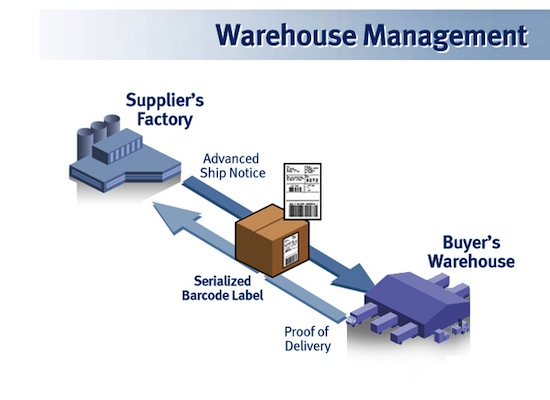 Warehouse Management
Supplier's
Factory
Advanced
Ship Notice
Buyer's
Warehouse
Serialized
Barcode Label
Proof of
Delivery